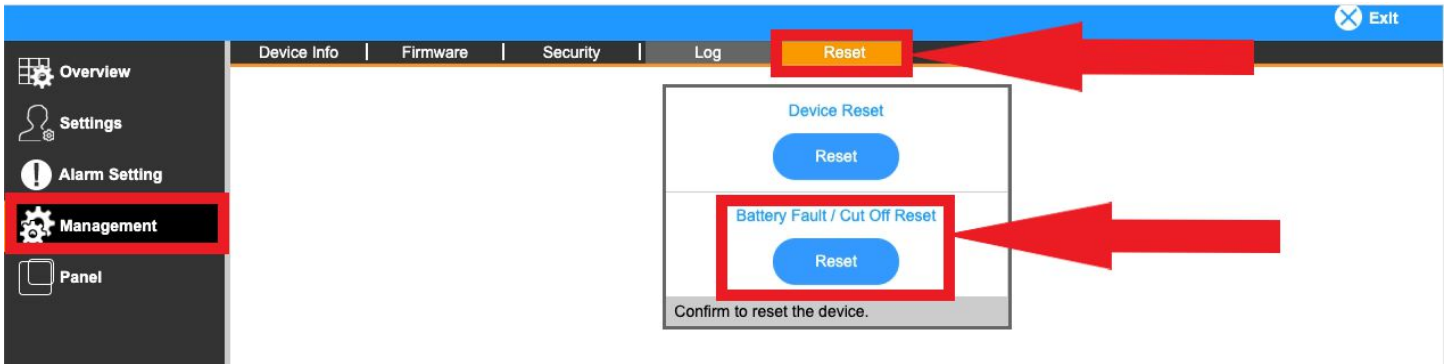 Exit
Device Info | Firmware | Security | Log Reset
Overview
Settings
Alarm Setting
Management
Panel
Device Reset
Reset
Battery Fault / Cut Off Reset
Reset
Confirm to reset the device.